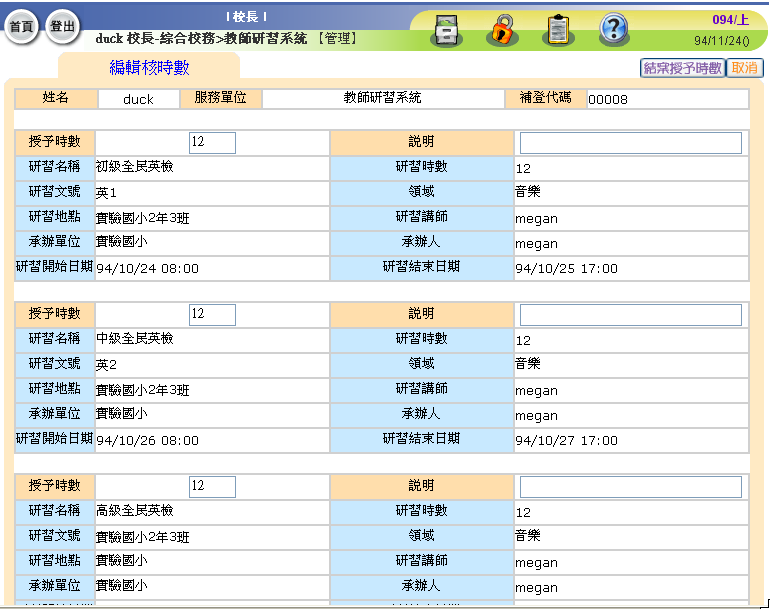 首頁 登出
[校長]
duck 校長-綜合校務>教師研習系統 【管理】
094/上
94/11/24()
編輯核時數
結案授予時數 取消
姓名 duck 服務單位 教師研習系統 補登代碼 00008
授予時數 12 說明
研習名稱 初級全民英檢 研習時數 12
研習文號 英1 領域 音樂
研習地點 實驗國小2年3班 研習講師 megan
承辦單位 實驗國小 承辦人 megan
研習開始日期 94/10/24 08:00 研習結束日期 94/10/25 17:00
授予時數 12 說明
研習名稱 中級全民英檢 研習時數 12
研習文號 英2 領域 音樂
研習地點 實驗國小2年3班 研習講師 megan
承辦單位 實驗國小 承辦人 megan
研習開始日期 94/10/26 08:00 研習結束日期 94/10/27 17:00
授予時數 12 說明
研習名稱 高級全民英檢 研習時數 12
研習文號 實驗國小2年3班 領域 音樂
研習地點 實驗國小 研習講師 megan
承辦單位 實驗國小 承辦人 megan